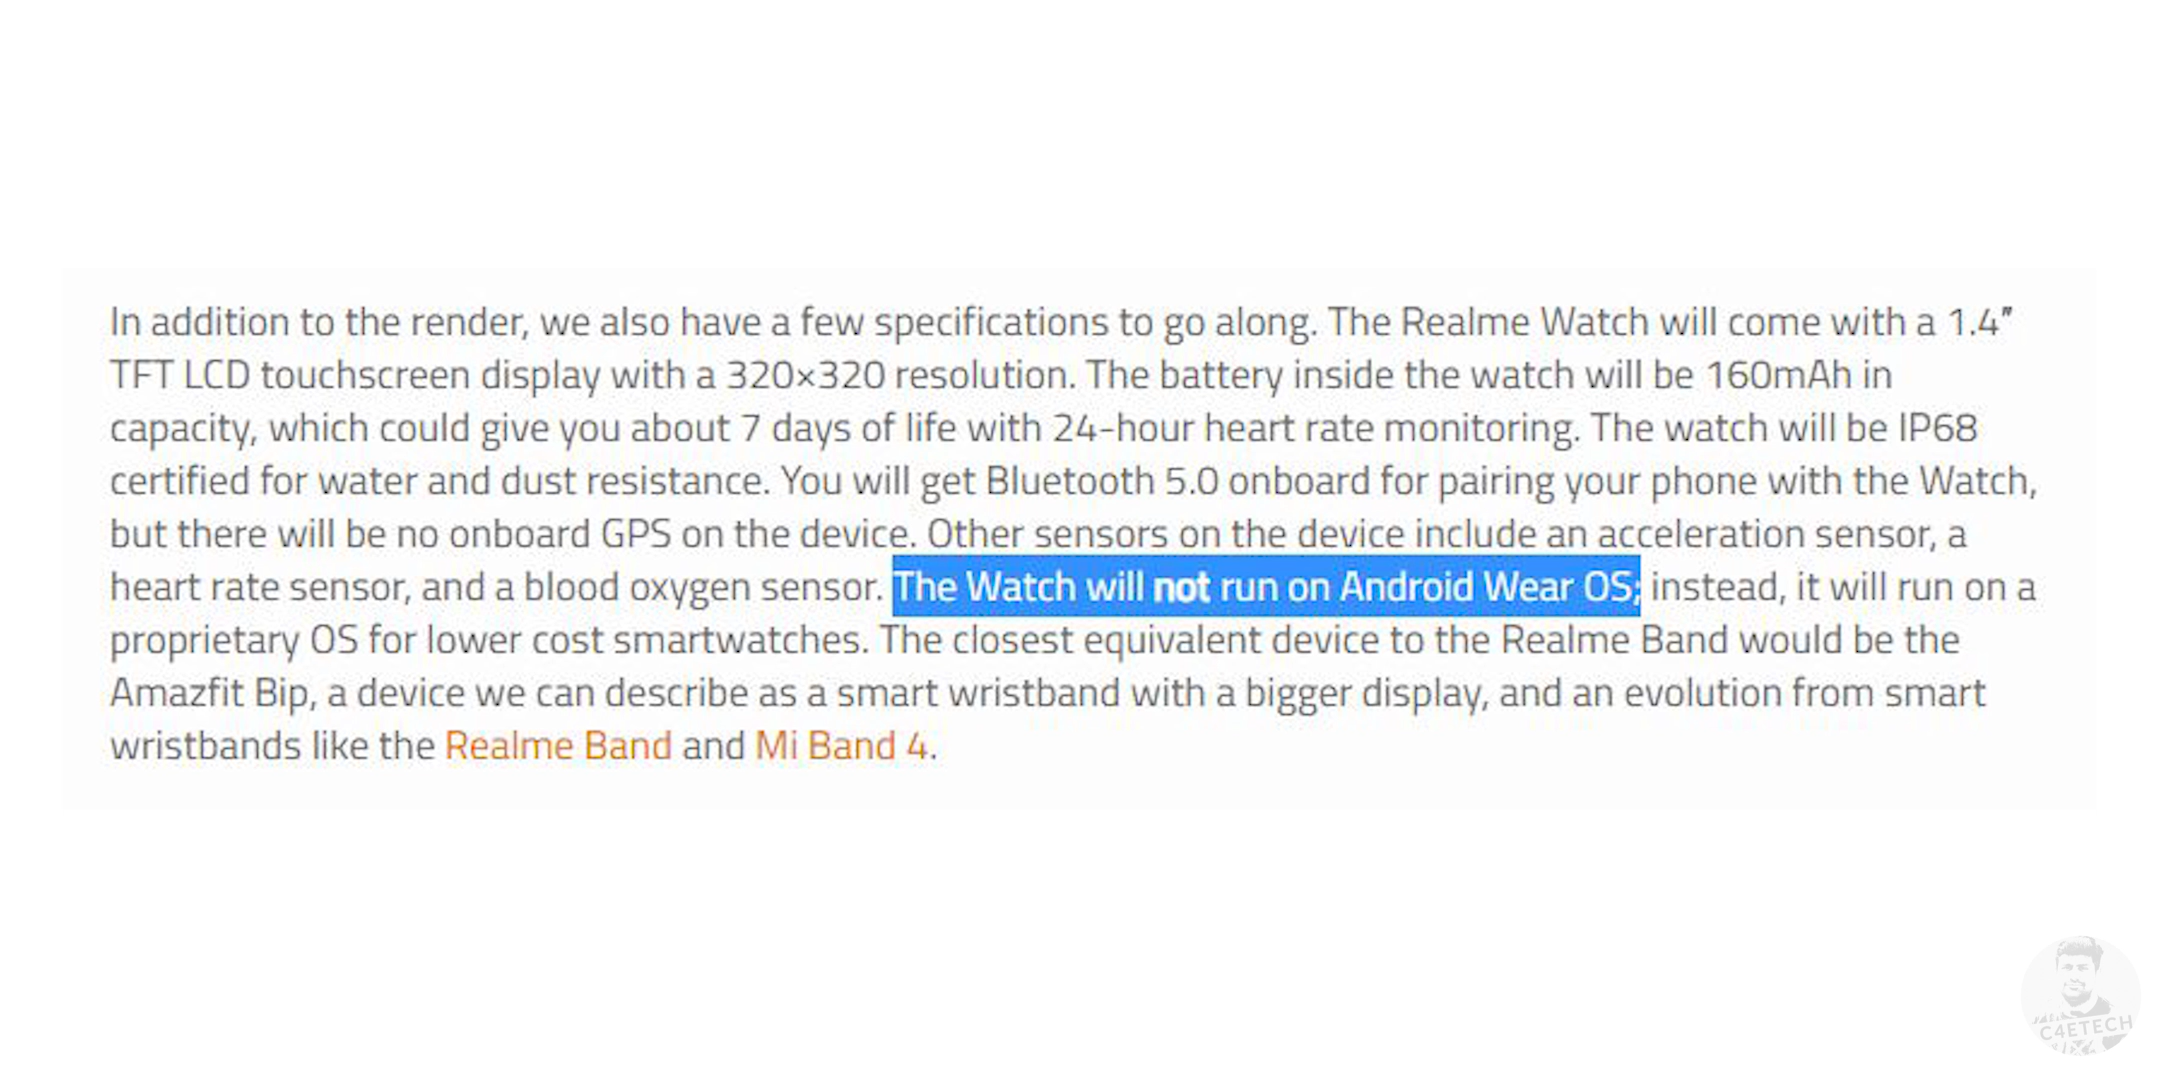 In addition to the render, we also have a few specifications to go along. The Realme Watch will come with a 1.4″
TFT LCD touchscreen display with a 320×320 resolution. The battery inside the watch will be 160mAh in
capacity, which could give you about 7 days of life with 24-hour heart rate monitoring. The watch will be IP68
certified for water and dust resistance. You will get Bluetooth 5.0 onboard for pairing your phone with the Watch,
but there will be no onboard GPS on the device. Other sensors on the device include an acceleration sensor, a
heart rate sensor, and a blood oxygen sensor. The Watch will not run on Android Wear OS; instead, it will run on a
proprietary OS for lower cost smartwatches. The closest equivalent device to the Realme Band would be the
Amazfit Bip, a device we can describe as a smart wristband with a bigger display, and an evolution from smart
wristbands like the Realme Band and Mi Band 4.
C4ETECH